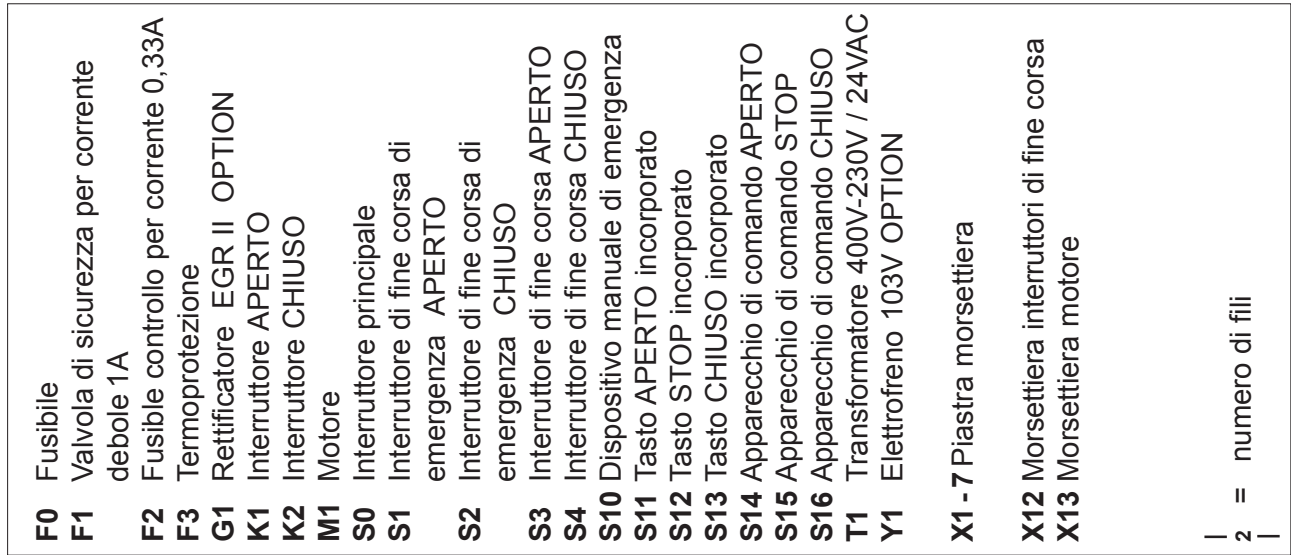 F0 Fusibile
F1 Valvola di sicurezza per corrente
debole 1A
F2 Fusible controllo per corrente 0,33A
F3 Termoprotezione
G1 Rettificatore EGR II OPTION
K1 Interruttore APERTO
K2 Interruttore CHIUSO
M1 Motore
S0 Interruttore principale
S1 Interruttore di fine corsa di
emergenza APERTO
S2 Interruttore di fine corsa di
emergenza CHIUSO
S3 Interruttore di fine corsa APERTO
S4 Interruttore di fine corsa CHIUSO
S10 Dispositivo manuale di emergenza
S11 Tasto APERTO incorporato
S12 Tasto STOP incorporato
S13 Tasto CHIUSO incorporato
S14 Apparecchio di comando APERTO
S15 Apparecchio di comando STOP
S16 Apparecchio di comando CHIUSO
T1 Transformatore 400V-230V / 24VAC
Y1 Elettrofreno 103V OPTION
X1 - 7 Piastra morsettiera
X12 Morsettiera interruttori di fine corsa
X13 Morsettiera motore
2 = numero di fili